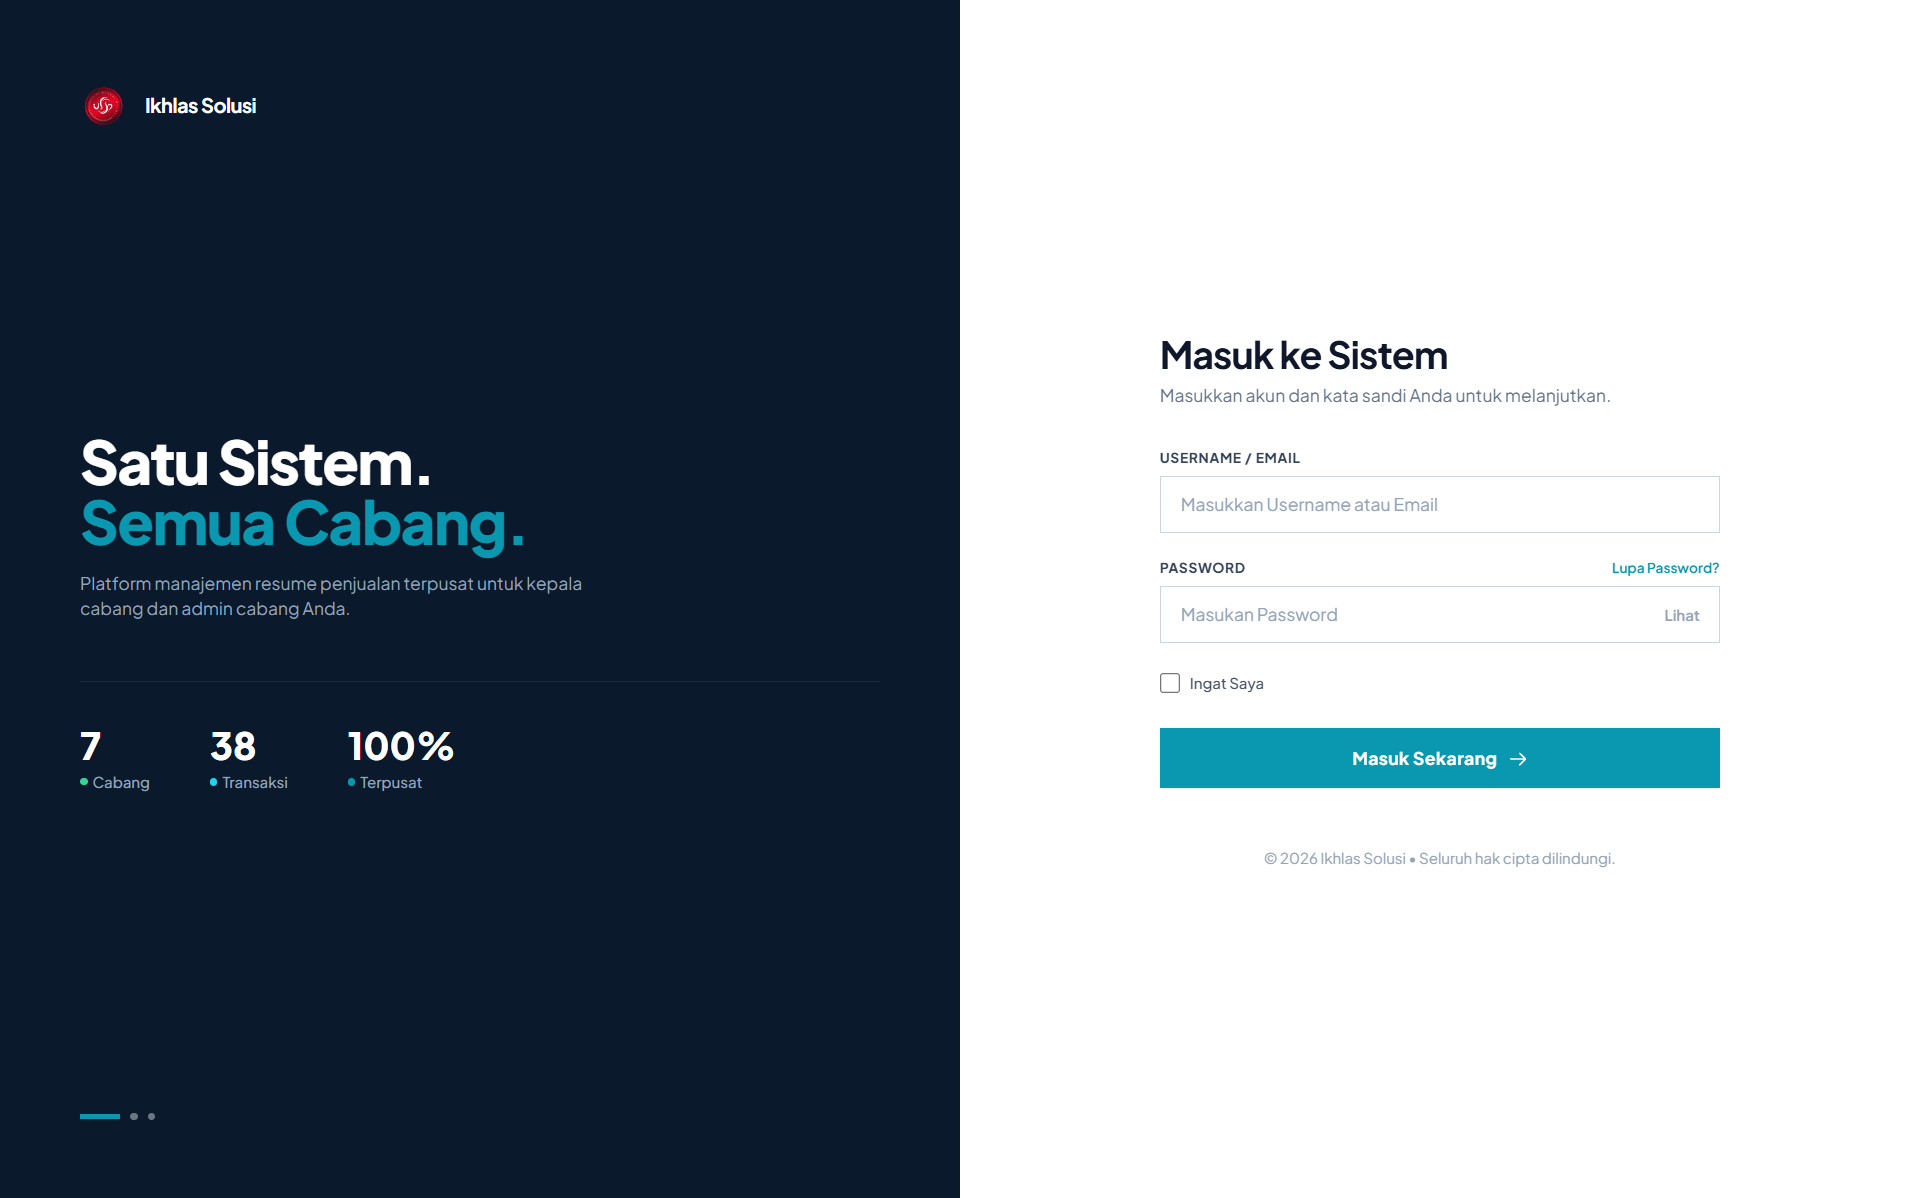 Ikhlas Solusi
Satu Sistem.
Semua Cabang.
Platform manajemen resume penjualan terpusat untuk kepala
cabang dan admin cabang Anda.
7
Cabang
38
Transaksi
100%
Terpusat
Masuk ke Sistem
Masukkan akun dan kata sandi Anda untuk melanjutkan.
USERNAME / EMAIL
Masukkan Username atau Email
PASSWORD
Lupa Password?
Masukan Password
Lihat
Ingat Saya
Masuk Sekarang →
© 2026 Ikhlas Solusi • Seluruh hak cipta dilindungi.